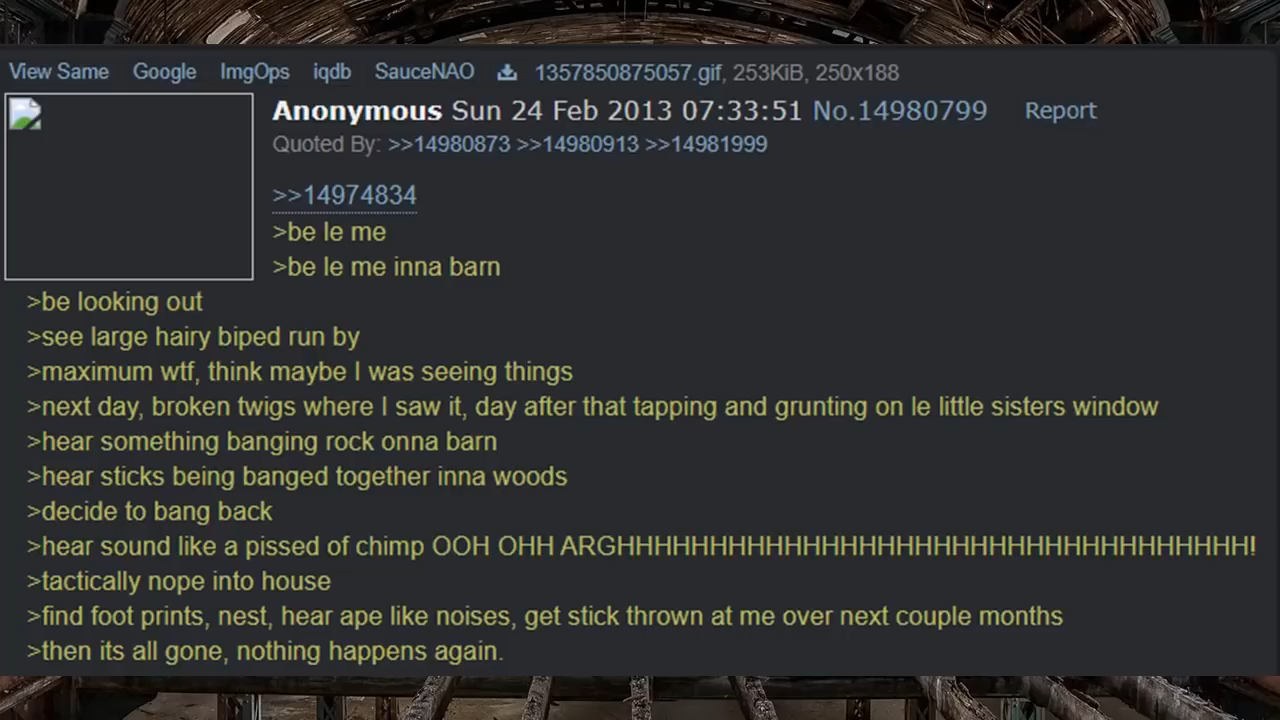 View Same Google ImgOps iqdb SauceNAO 1357850875057.gif, 253KiB, 250x188
Anonymous Sun 24 Feb 2013 07:33:51 No.14980799 Report
Quoted By: >>14980873 >>14980913 >>14981999
>>14974834
>be le me
>be le me inna barn
>be looking out
>see large hairy biped run by
>maximum wtf, think maybe I was seeing things
>next day, broken twigs where I saw it, day after that tapping and grunting on le little sisters window
>hear something banging rock onna barn
>hear sticks being banged together inna woods
>decide to bang back
>hear sound like a pissed of chimp OOH OHH ARGHHHHHHHHHHHHHHHHHHHHHHHHHHHHHHHHH!
>tactically nope into house
>find foot prints, nest, hear ape like noises, get stick thrown at me over next couple months
>then its all gone, nothing happens again.